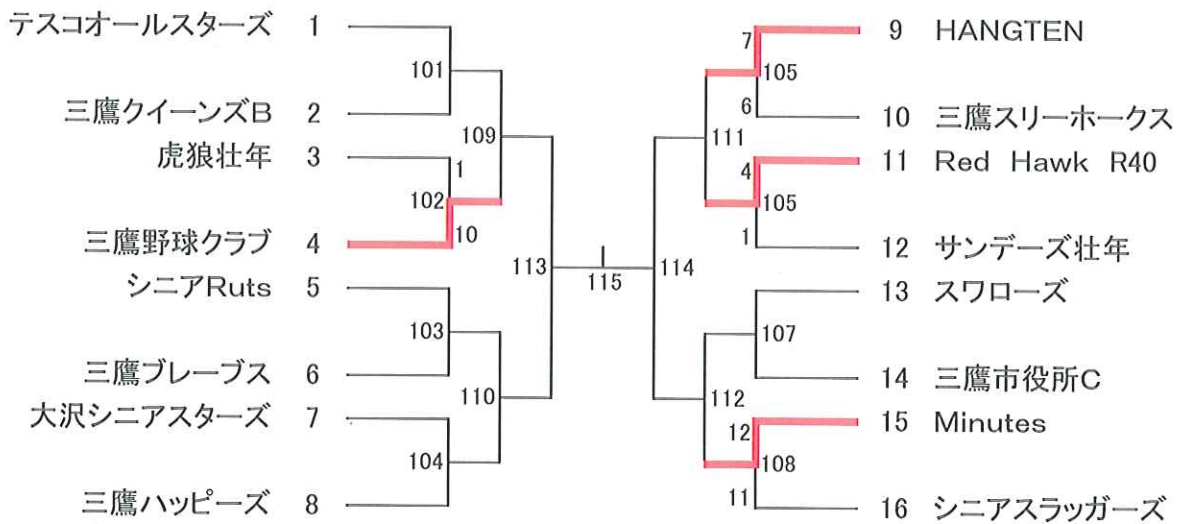 テスコオールスターズ 1
101
三鷹クイーンズB 2
109
虎狼壮年 3
1
102
10
三鷹野球クラブ 4
113
シニアRuts 5
103
三鷹ブレーブス 6
110
大沢シニアスターズ 7
104
三鷹ハッピーズ 8
115
7 9 HANGTEN
105
6 10 三鷹スリーホークス
111
4 11 Red Hawk R40
105
1 12 サンデーズ壮年
114
13 スワローズ
107
14 三鷹市役所C
112
12 15 Minutes
108
11 16 シニアスラッガーズ